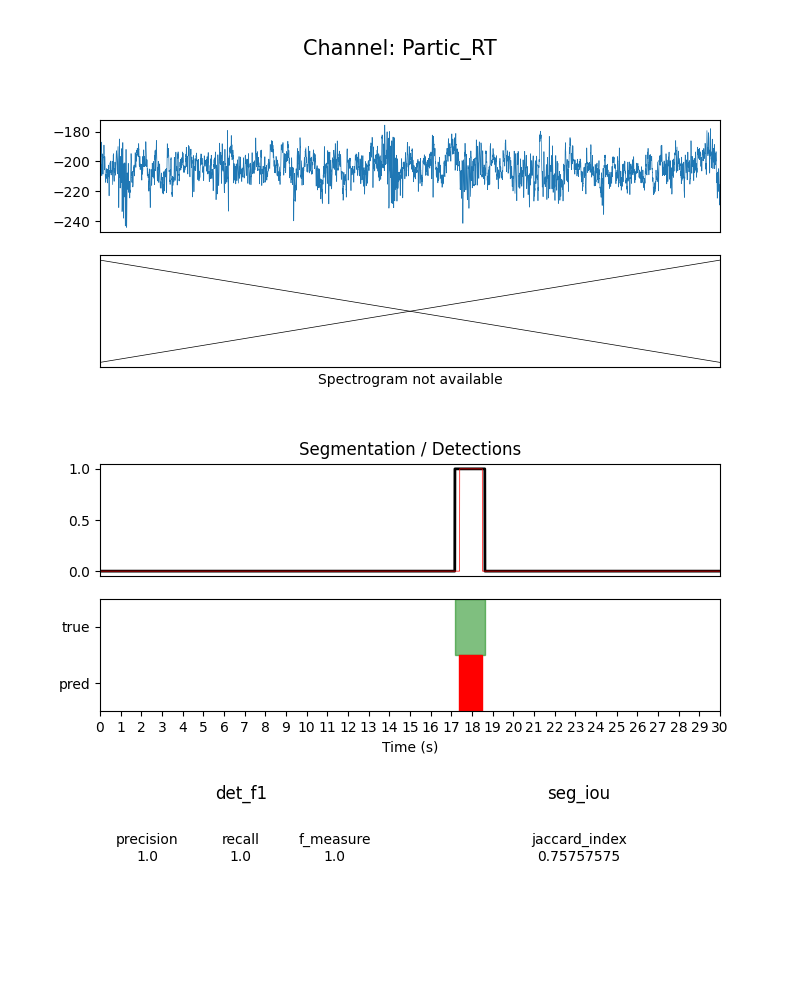 Channel: Partic_RT
−180
−200
−220
−240
Spectrogram not available
Segmentation / Detections
1.0
0.5
0.0
true
pred
0 1 2 3 4 5 6 7 8 9 10 11 12 13 14 15 16 17 18 19 20 21 22 23 24 25 26 27 28 29 30
Time (s)
det_f1 seg_iou
precision recall f_measure jaccard_index
1.0 1.0 1.0 0.75757575